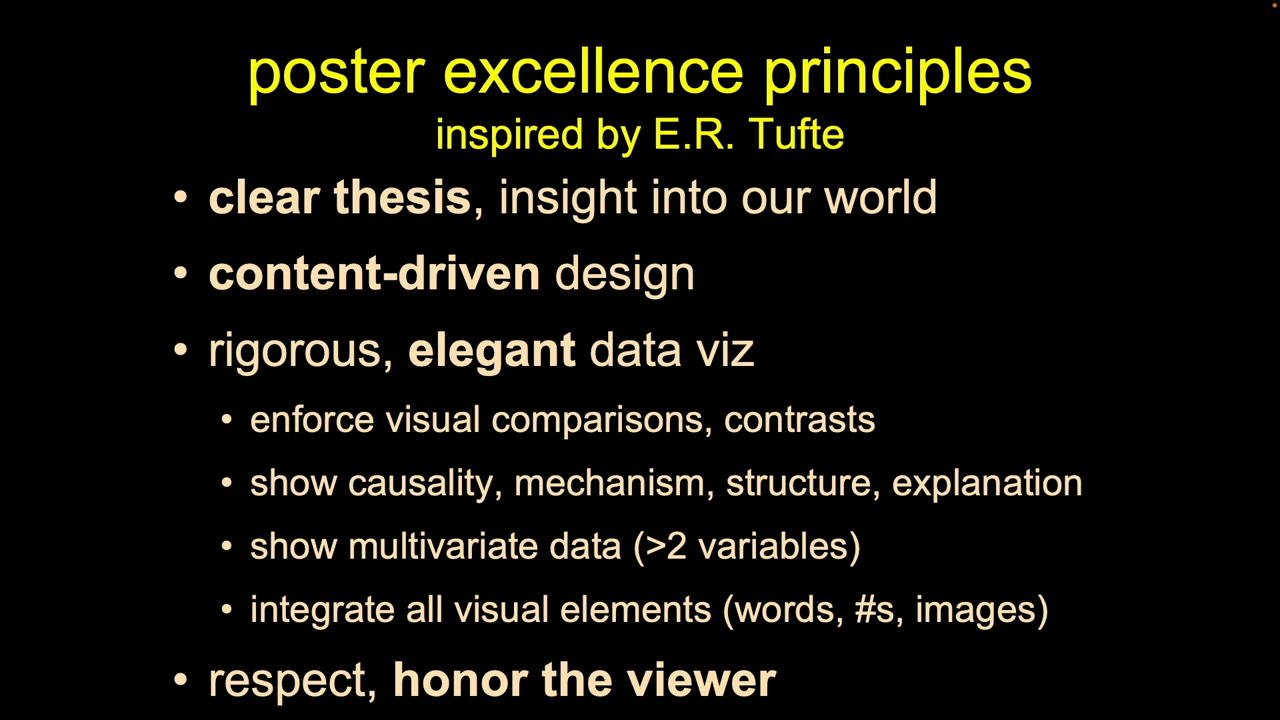 poster excellence principles
inspired by E.R. Tufte
• clear thesis, insight into our world
• content-driven design
• rigorous, elegant data viz
• enforce visual comparisons, contrasts
• show causality, mechanism, structure, explanation
• show multivariate data (>2 variables)
• integrate all visual elements (words, #s, images)
• respect, honor the viewer